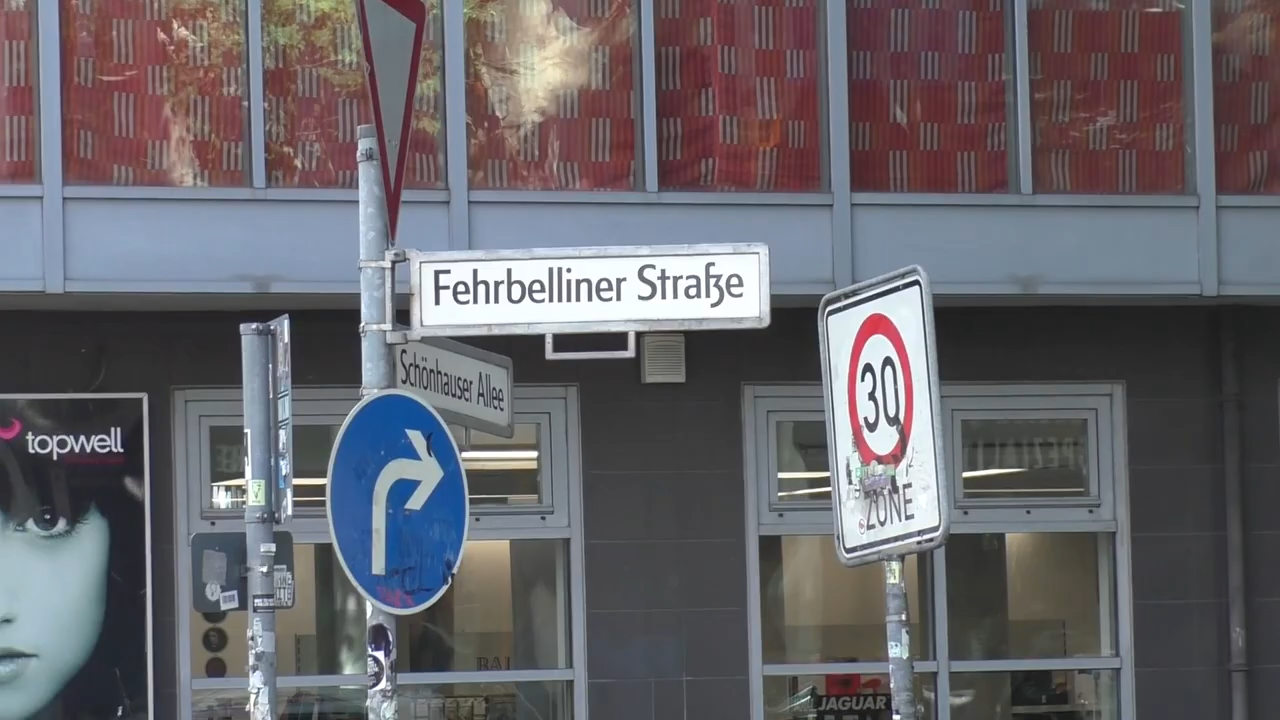 Fehrbelliner Straße
Schönhauser Allee
topwell
30
ZONE
JAGUAR